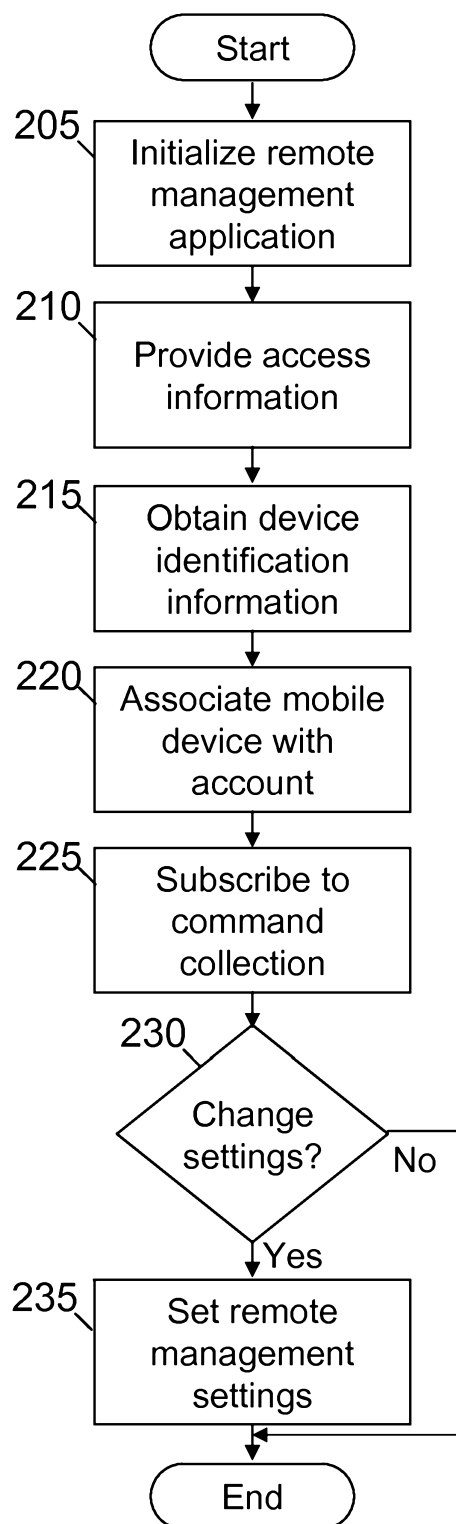 Start
205
Initialize remote
management
application
210
Provide access
information
215
Obtain device
identification
information
220
Associate mobile
device with
account
225
Subscribe to
command
collection
230
Change
settings?
No
Yes
235
Set remote
management
settings
End